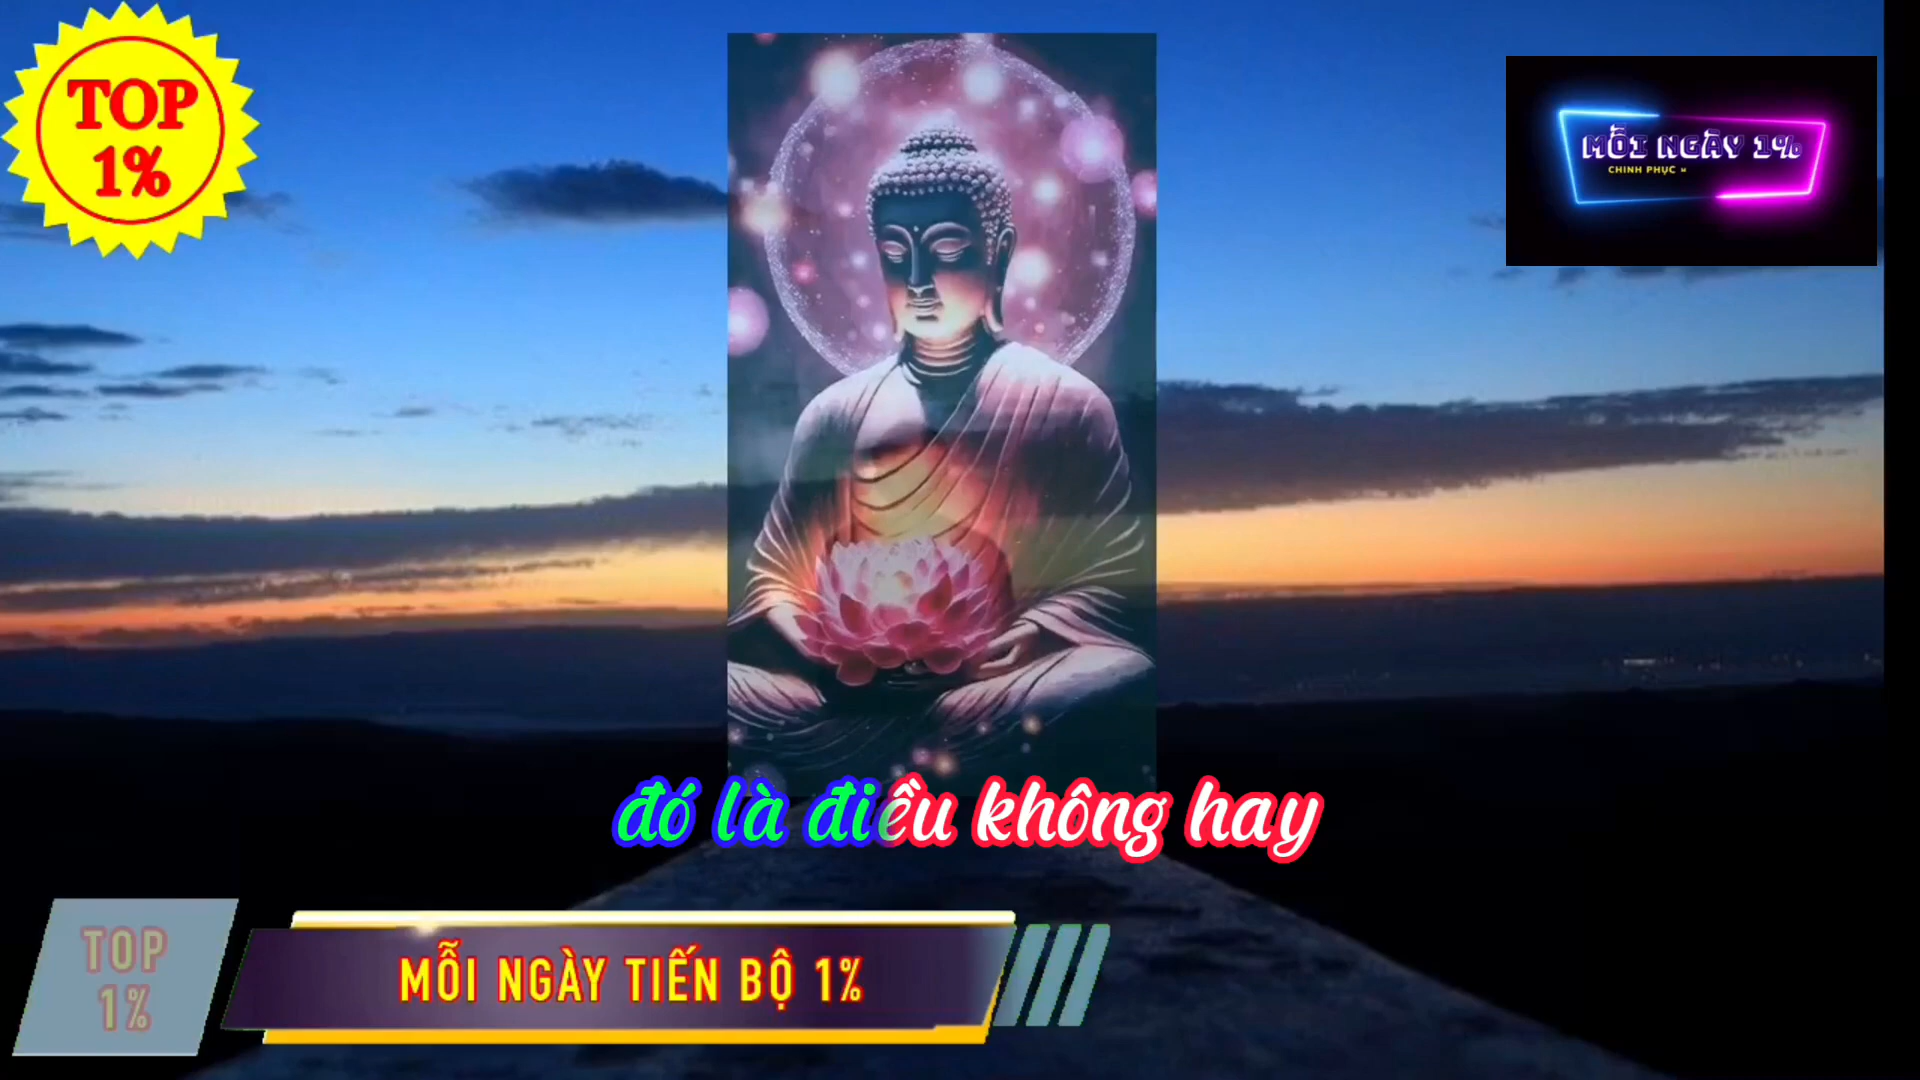 TOP
1%
MỖI NGÀY 1%
CHINH PHỤC
đó là điều không hay
TOP
1%
MỖI NGÀY TIẾN BỘ 1%